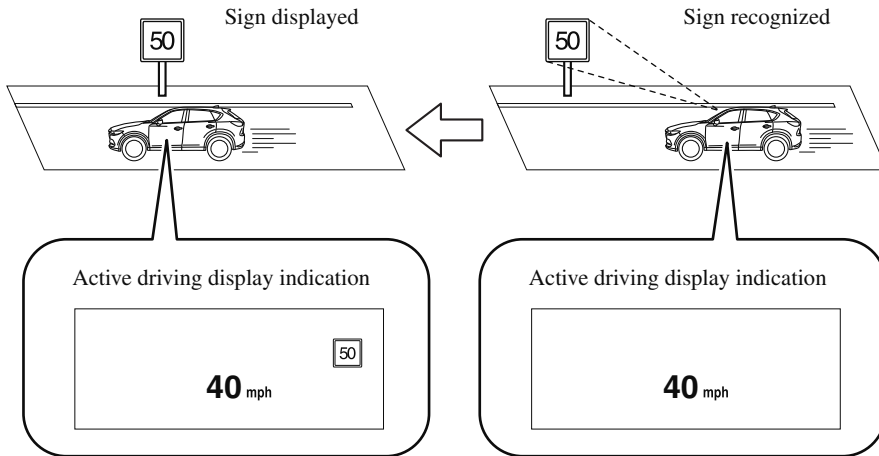 Sign displayed
50
Active driving display indication
50
40 mph
Sign recognized
50
Active driving display indication
40 mph